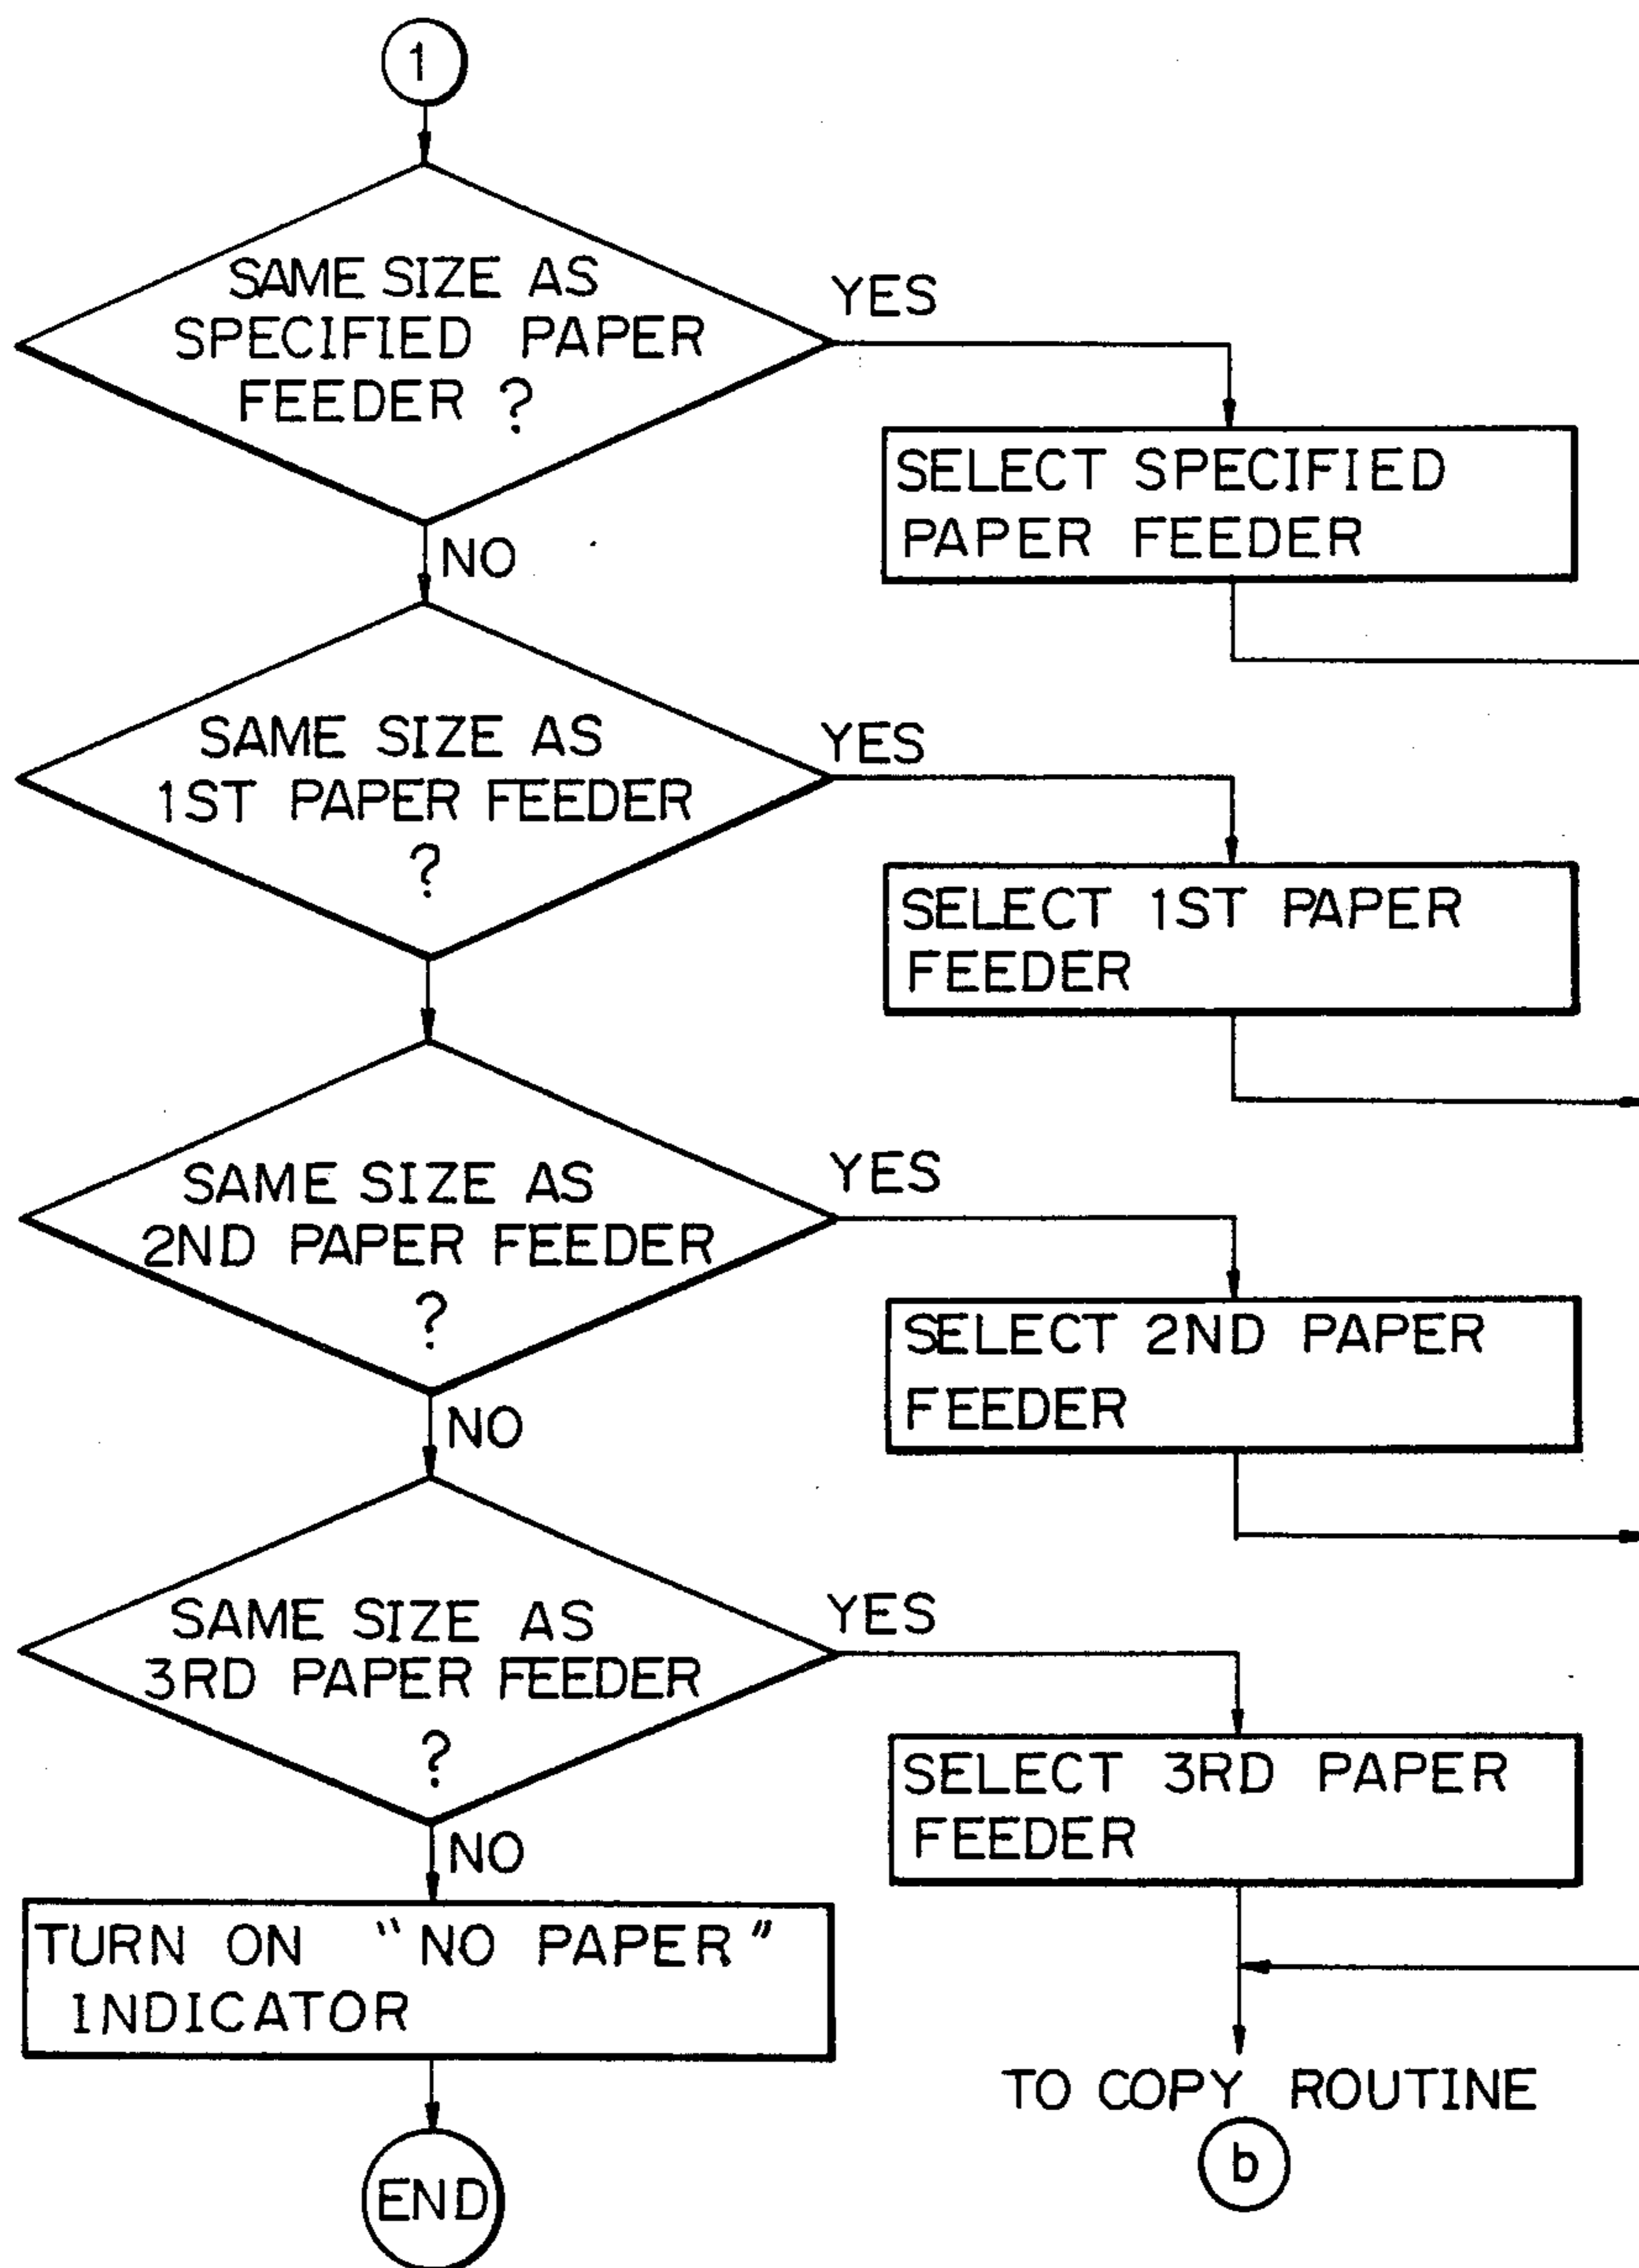 1
SAME SIZE AS
SPECIFIED PAPER
FEEDER ?
YES
SELECT SPECIFIED
PAPER FEEDER
NO
SAME SIZE AS
1ST PAPER FEEDER
?
YES
SELECT 1ST PAPER
FEEDER
SAME SIZE AS
2ND PAPER FEEDER
?
YES
SELECT 2ND PAPER
FEEDER
NO
SAME SIZE AS
3RD PAPER FEEDER
?
YES
SELECT 3RD PAPER
FEEDER
NO
TURN ON "NO PAPER"
INDICATOR
TO COPY ROUTINE
b
END